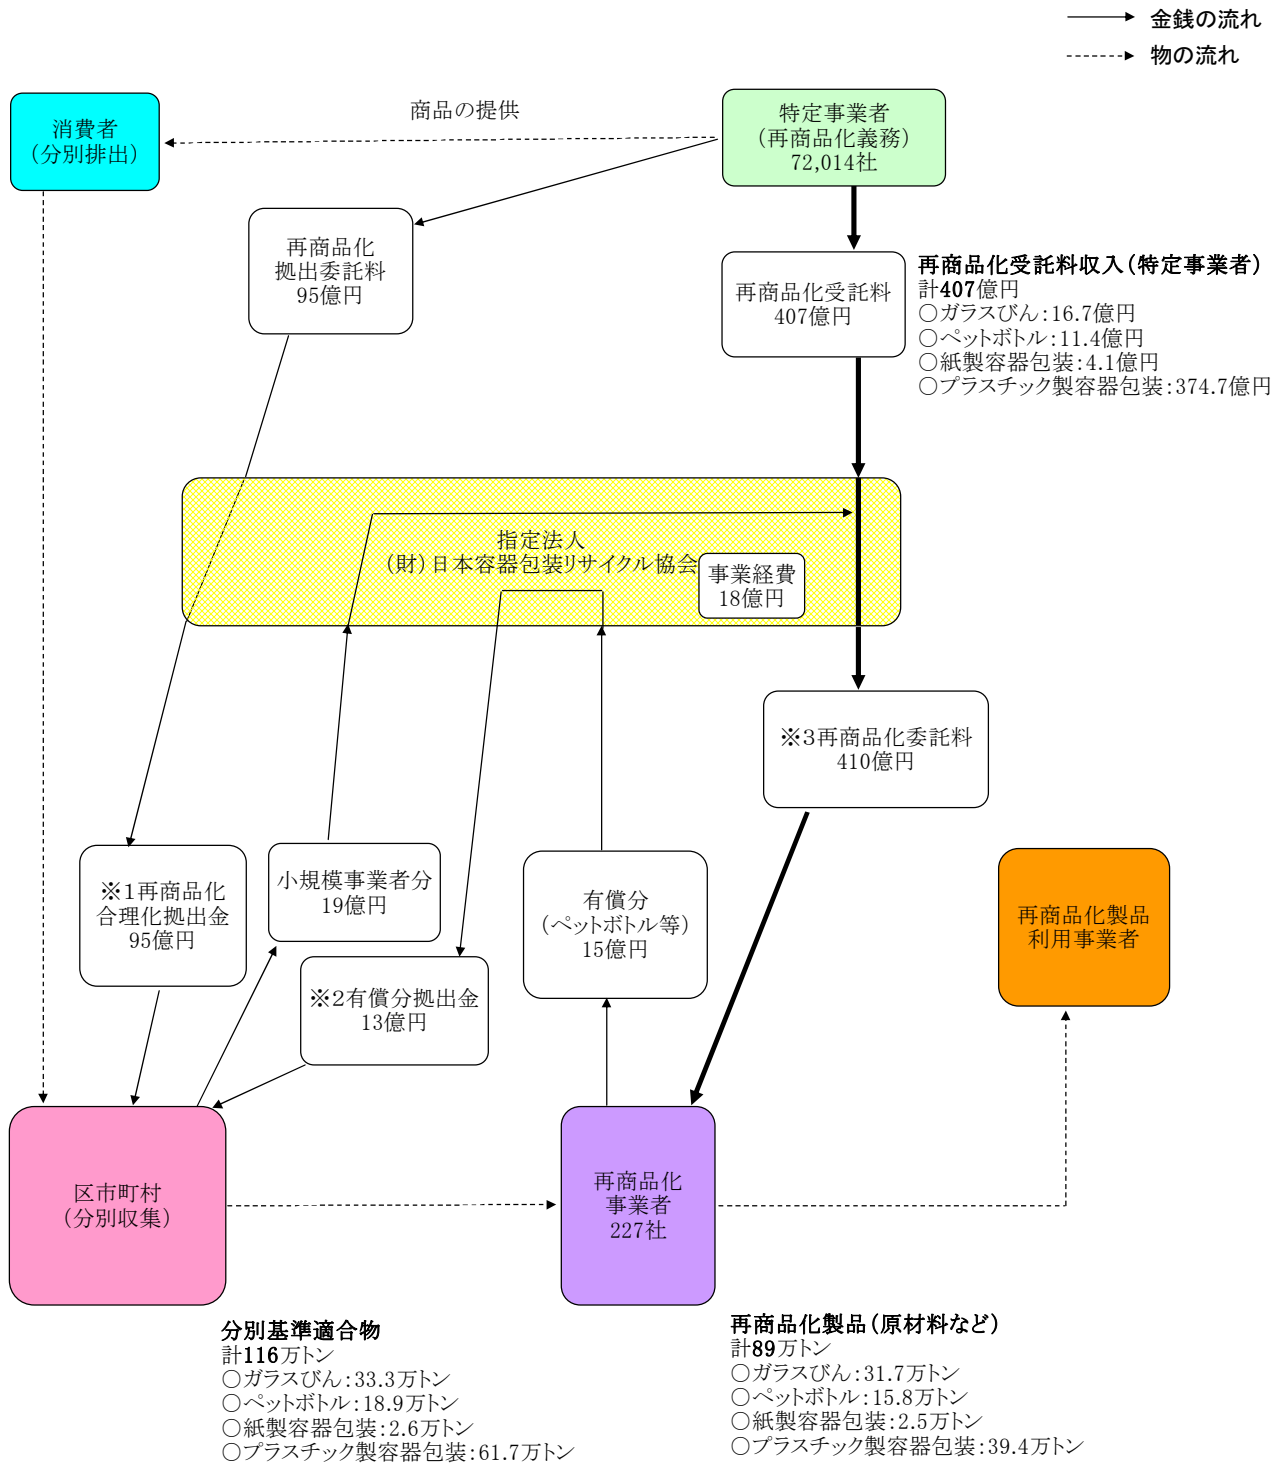 金銭の流れ
物の流れ
消費者
（分別排出）
商品の提供
特定事業者
（再商品化義務）
72,014社
再商品化
拠出委託料
95億円
再商品化受託料
407億円
再商品化受託料収入（特定事業者）
計407億円
○ガラスびん：16.7億円
○ペットボトル：11.4億円
○紙製容器包装：4.1億円
○プラスチック製容器包装：374.7億円
指定法人
（財）日本容器包装リサイクル協会
事業経費
18億円
※3再商品化委託料
410億円
※1再商品化
合理化拠出金
95億円
小規模事業者分
19億円
※2有償分拠出金
13億円
有償分
（ペットボトル等）
15億円
再商品化製品
利用事業者
区市町村
（分別収集）
再商品化
事業者
227社
分別基準適合物
計116万トン
○ガラスびん：33.3万トン
○ペットボトル：18.9万トン
○紙製容器包装：2.6万トン
○プラスチック製容器包装：61.7万トン
再商品化製品（原材料など）
計89万トン
○ガラスびん：31.7万トン
○ペットボトル：15.8万トン
○紙製容器包装：2.5万トン
○プラスチック製容器包装：39.4万トン